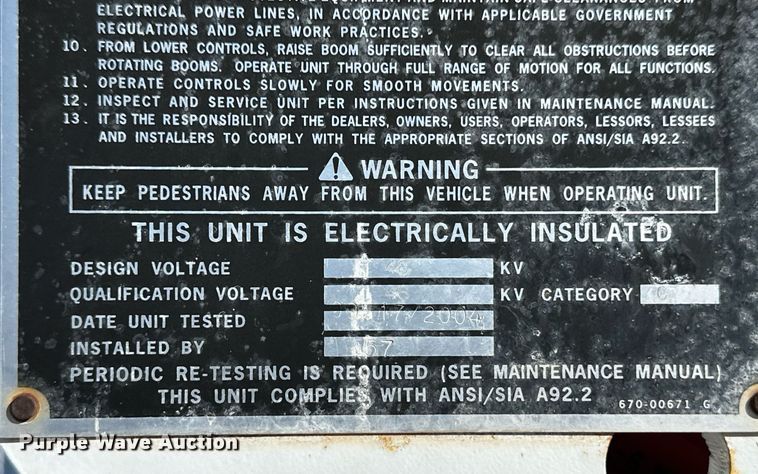 ELECTRICAL POWER LINES, IN ACCORDANCE WITH APPLICABLE GOVERNMENT
REGULATIONS AND SAFE WORK PRACTICES.
10. FROM LOWER CONTROLS, RAISE BOOM SUFFICIENTLY TO CLEAR ALL OBSTRUCTIONS BEFORE
ROTATING BOOMS. OPERATE UNIT THROUGH FULL RANGE OF MOTION FOR ALL FUNCTIONS.
11. OPERATE CONTROLS SLOWLY FOR SMOOTH MOVEMENTS.
12. INSPECT AND SERVICE UNIT PER INSTRUCTIONS GIVEN IN MAINTENANCE MANUAL.
13. IT IS THE RESPONSIBILITY OF THE DEALERS, OWNERS, USERS, OPERATORS, LESSORS, LESSEES
AND INSTALLERS TO COMPLY WITH THE APPROPRIATE SECTIONS OF ANSI/SIA A92.2.
WARNING
KEEP PEDESTRIANS AWAY FROM THIS VEHICLE WHEN OPERATING UNIT.
THIS UNIT IS ELECTRICALLY INSULATED
DESIGN VOLTAGE KV
QUALIFICATION VOLTAGE KV CATEGORY C
DATE UNIT TESTED 2004
INSTALLED BY 57
PERIODIC RE-TESTING IS REQUIRED (SEE MAINTENANCE MANUAL)
THIS UNIT COMPLIES WITH ANSI/SIA A92.2
670-00671 G
Purple Wave Auction